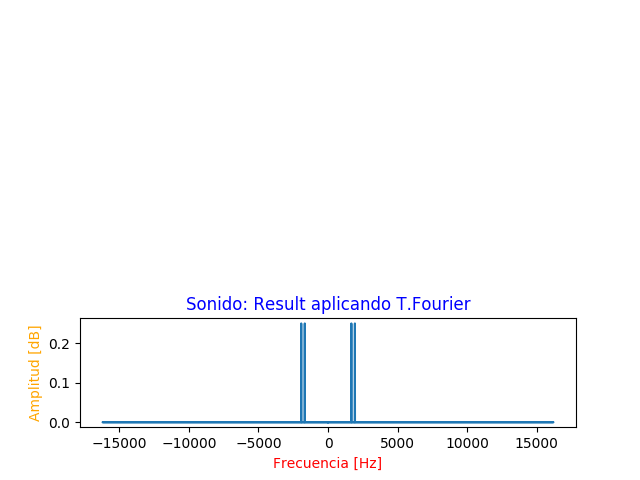 Sonido: Result aplicando T.Fourier
Amplitud [dB]
0.2
0.1
0.0
−15000 −10000 −5000 0 5000 10000 15000
Frecuencia [Hz]